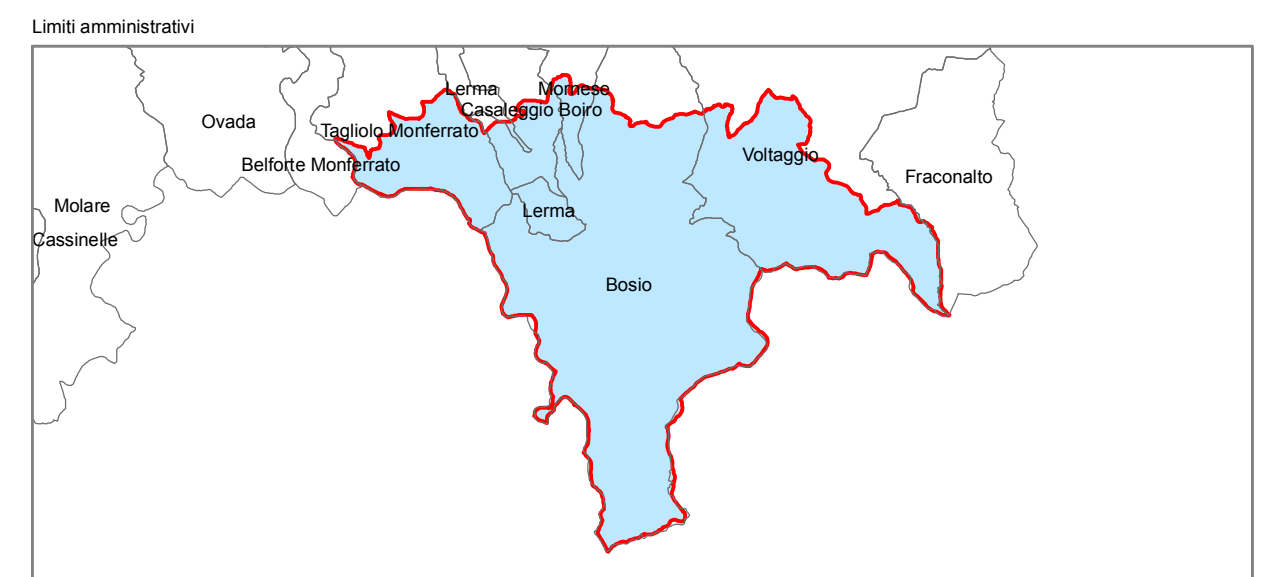 Limiti amministrativi
Lerma
Mornese
Casaleggio Boiro
Ovada
Tagliolo Monferrato
Voltaggio
Belforte Monferrato
Fraconalto
Molare
Lerma
Cassinelle
Bosio